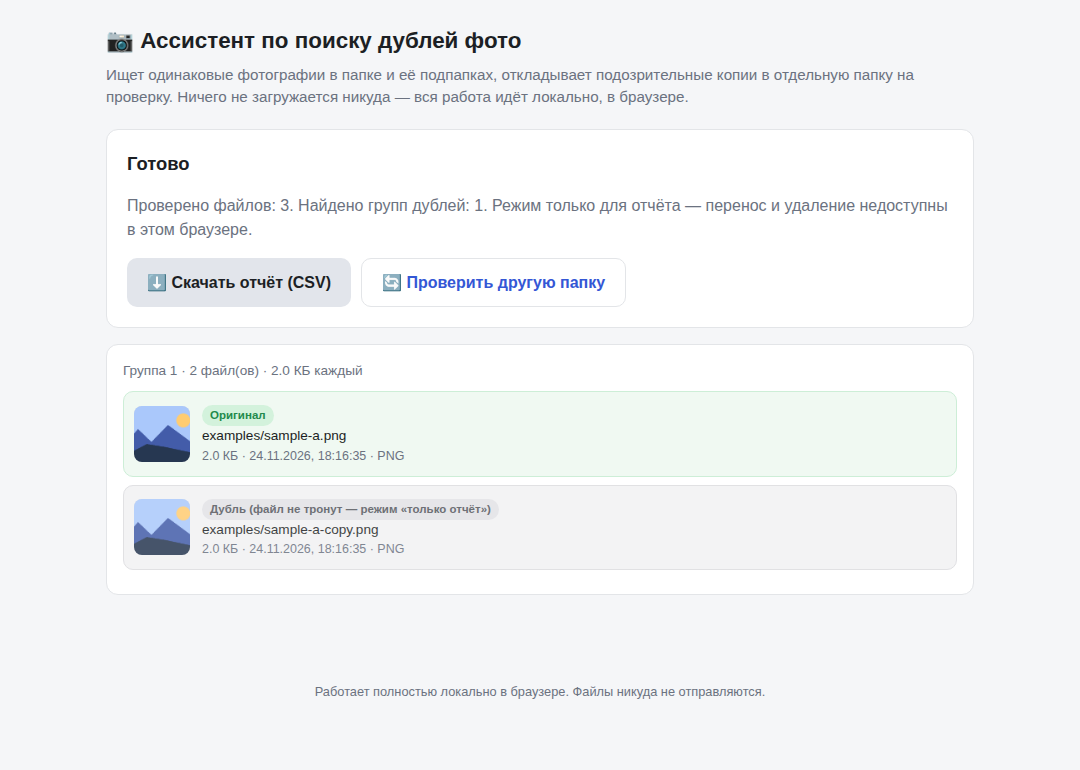 📷 Ассистент по поиску дублей фото
Ищет одинаковые фотографии в папке и её подпапках, откладывает подозрительные копии в отдельную папку на
проверку. Ничего не загружается никуда — вся работа идёт локально, в браузере.
Готово
Проверено файлов: 3. Найдено групп дублей: 1. Режим только для отчёта — перенос и удаление недоступны
в этом браузере.
⬇️ Скачать отчёт (CSV)
🔄 Проверить другую папку
Группа 1 · 2 файл(ов) · 2.0 КБ каждый
Оригинал
examples/sample-a.png
2.0 КБ · 24.11.2026, 18:16:35 · PNG
Дубль (файл не тронут — режим «только отчёт»)
examples/sample-a-copy.png
2.0 КБ · 24.11.2026, 18:16:35 · PNG
Работает полностью локально в браузере. Файлы никуда не отправляются.